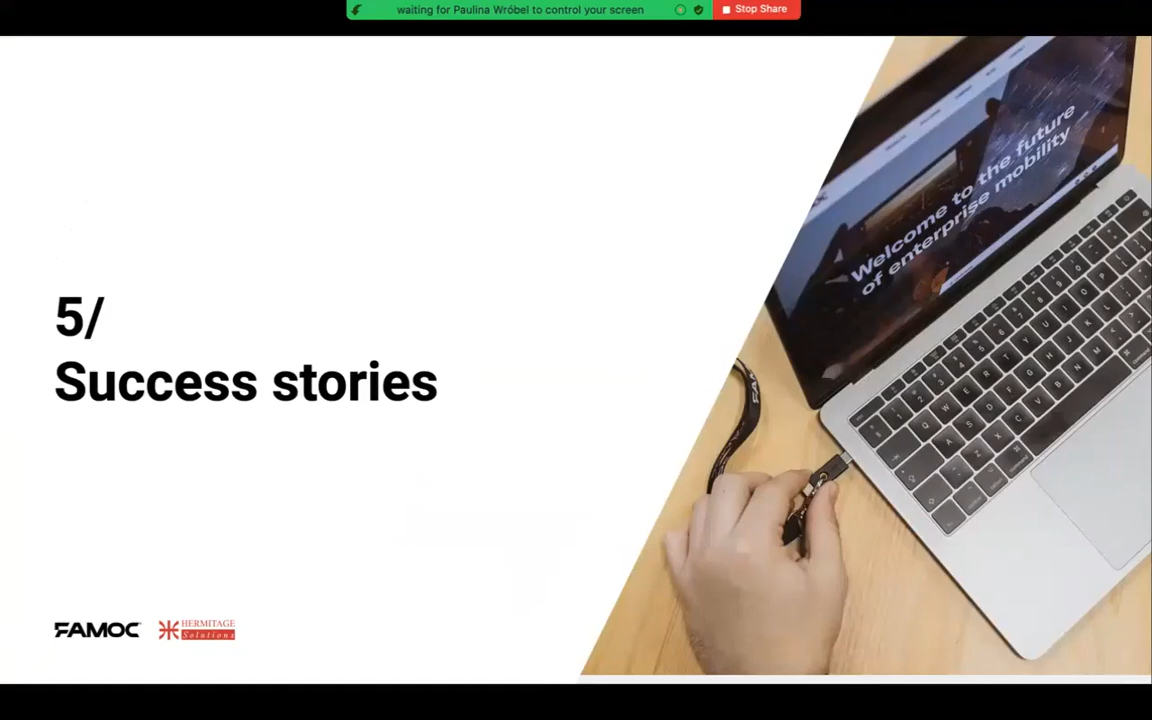 waiting for Paulina Wróbel to control your screen
Stop Share
Welcome to the future
of enterprise mobility
5/
Success stories
FAMOC
HERMITAGE
Solutions